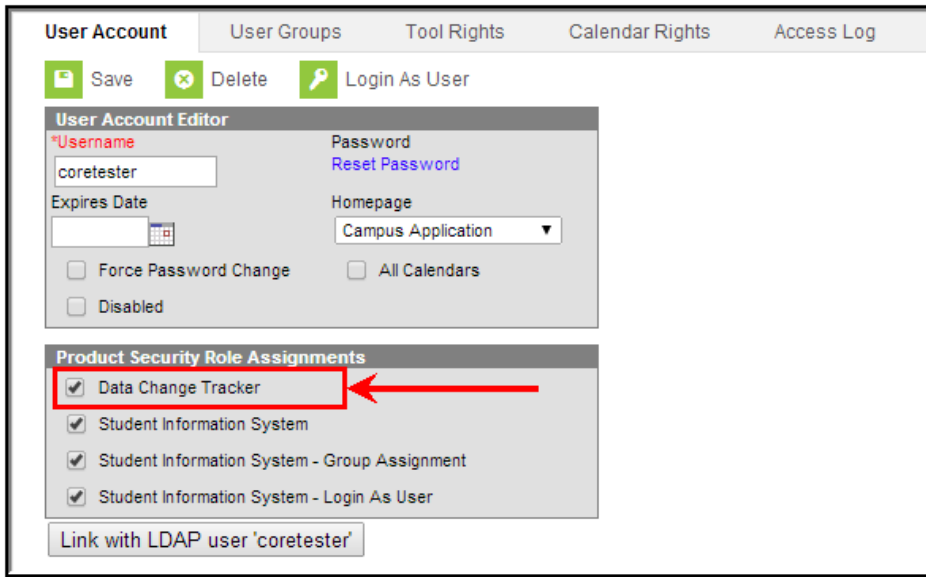 User Account User Groups Tool Rights Calendar Rights Access Log
Save Delete Login As User
User Account Editor
*Username Password
coretester Reset Password
Expires Date Homepage
Campus Application
Force Password Change All Calendars
Disabled
Product Security Role Assignments
Data Change Tracker
Student Information System
Student Information System - Group Assignment
Student Information System - Login As User
Link with LDAP user 'coretester'